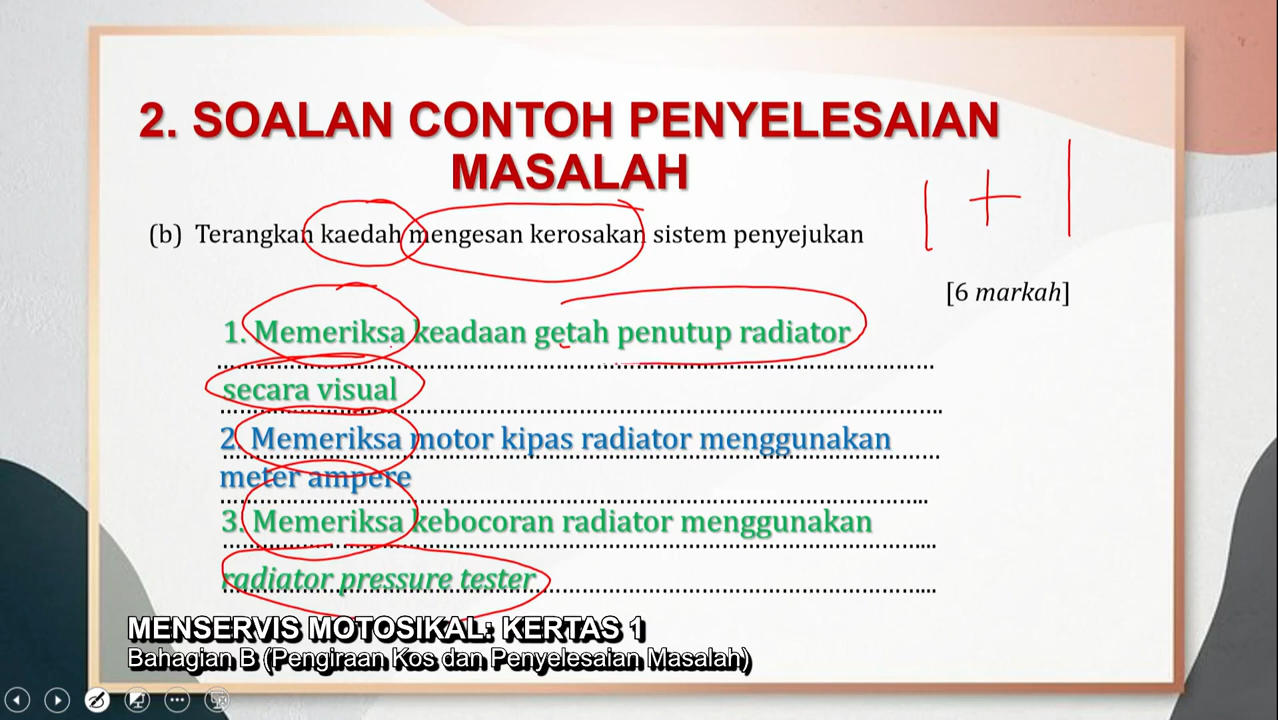 2. SOALAN CONTOH PENYELESAIAN
MASALAH
1 + 1
(b) Terangkan kaedah mengesan kerosakan sistem penyejukan
[6 markah]
1. Memeriksa keadaan getah penutup radiator
secara visual
2. Memeriksa motor kipas radiator menggunakan
meter ampere
3. Memeriksa kebocoran radiator menggunakan
radiator pressure tester
MENSERVIS MOTOSIKAL: KERTAS 1
Bahagian B (Pengiraan Kos dan Penyelesaian Masalah)